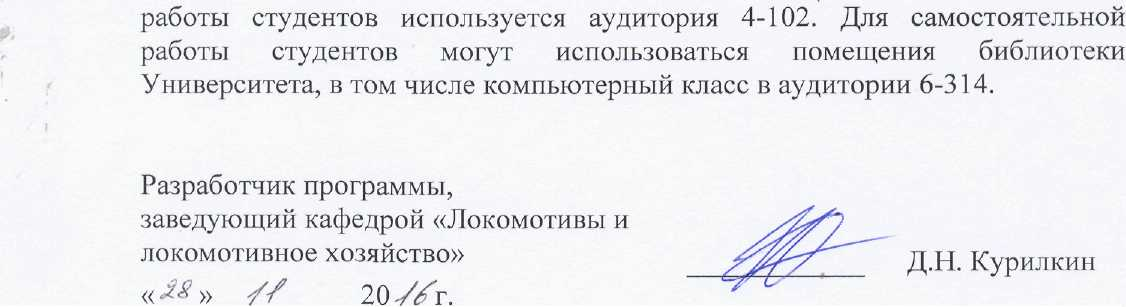 работы студентов используется аудитория 4-102. Для самостоятельной
работы студентов могут использоваться помещения библиотеки
Университета, в том числе компьютерный класс в аудитории 6-314.
Разработчик программы,
заведующий кафедрой «Локомотивы и
локомотивное хозяйство»
Д.Н. Курилкин
«28» 11 2016 г.